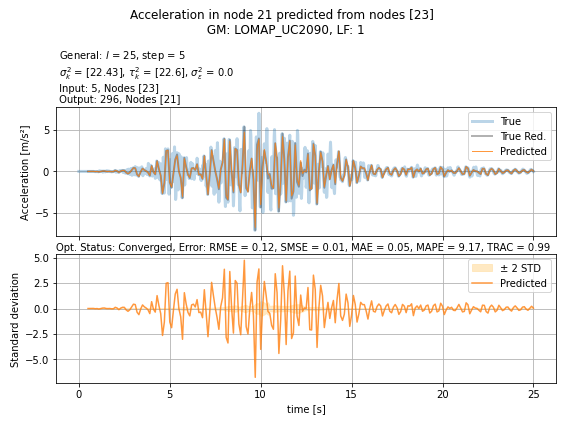 Acceleration in node 21 predicted from nodes [23]
GM: LOMAP_UC2090, LF: 1
General: l = 25, step = 5
σ²ₖ = [22.43], τ²ₖ = [22.6], σ²ε = 0.0
Input: 5, Nodes [23]
Output: 296, Nodes [21]
Acceleration [m/s²]
5
0
−5
True
True Red.
Predicted
Opt. Status: Converged, Error: RMSE = 0.12, SMSE = 0.01, MAE = 0.05, MAPE = 9.17, TRAC = 0.99
Standard deviation
5.0
2.5
0.0
−2.5
−5.0
± 2 STD
Predicted
0 5 10 15 20 25
time [s]